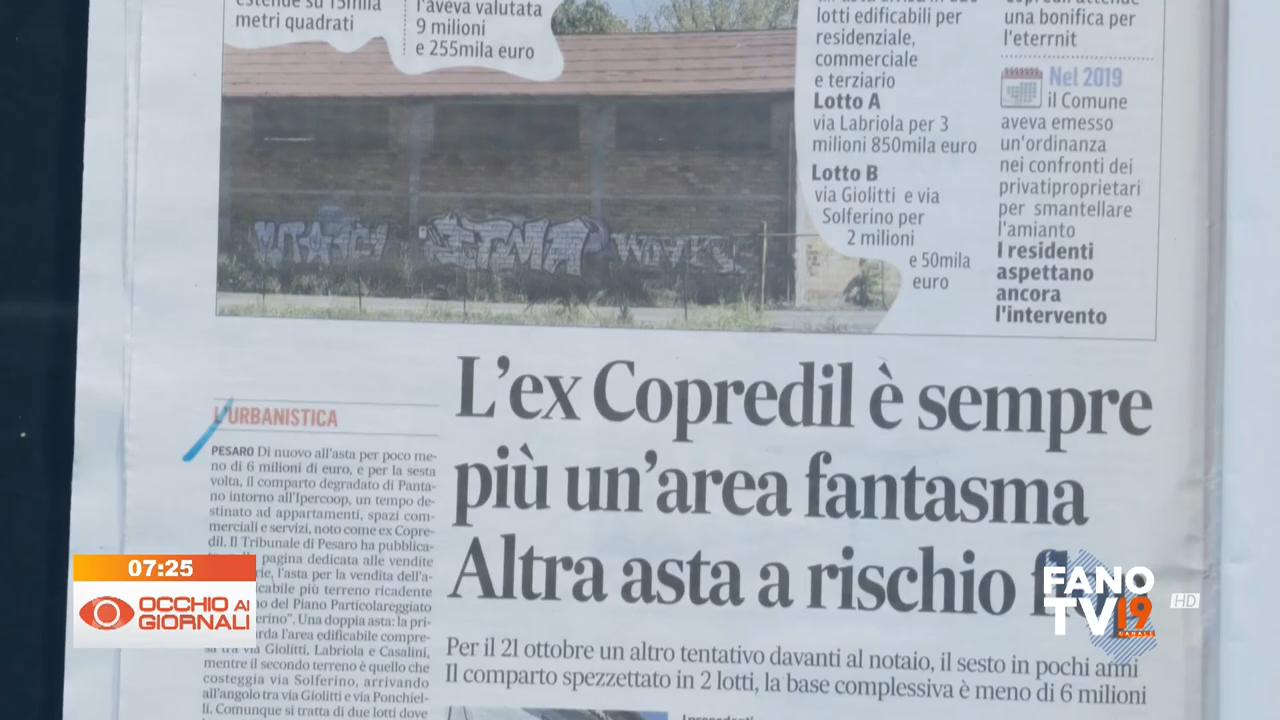 estende su 15mila
metri quadrati
l'aveva valutata
9 milioni
e 255mila euro
lotti edificabili per
residenziale,
commerciale
e terziario
Lotto A
via Labriola per 3
milioni 850mila euro
Lotto B
via Giolitti e via
Solferino per
2 milioni
e 50mila
euro
una bonifica per
l'eterrnit
Nel 2019
il Comune
aveva emesso
un'ordinanza
nei confronti dei
privatiproprietari
per smantellare
l'amianto
I residenti
aspettano
ancora
l'intervento
L'ex Copredil è sempre
più un'area fantasma
Altra asta a rischio
Per il 21 ottobre un altro tentativo davanti al notaio, il sesto in pochi anni
Il comparto spezzettato in 2 lotti, la base complessiva è meno di 6 milioni
L'URBANISTICA
PESARO Di nuovo all'asta per poco me-
no di 6 milioni di euro, e per la sesta
volta, il comparto degradato di Panta-
no intorno all'Ipercoop, un tempo de-
stinato ad appartamenti, spazi com-
merciali e servizi, noto come ex Copre-
dil. Il Tribunale di Pesaro ha pubblica-
pagina dedicata alle vendite
rie, l'asta per la vendita dell'a-
cabile più terreni ricadente
o del Piano Particolareggiato
erino". Una doppia asta: la pri-
rda l'area edificabile compre-
sa tra via Giolitti, Labriola e Casalini,
mentre il secondo terreno è quello che
costeggia via Solferino, arrivando
all'angolo tra via Giolitti e via Ponchiel-
li. Comunque si tratta di due lotti dove
07:25
OCCHIO AI
GIORNALI
FANO
TV19
CANALE
HD